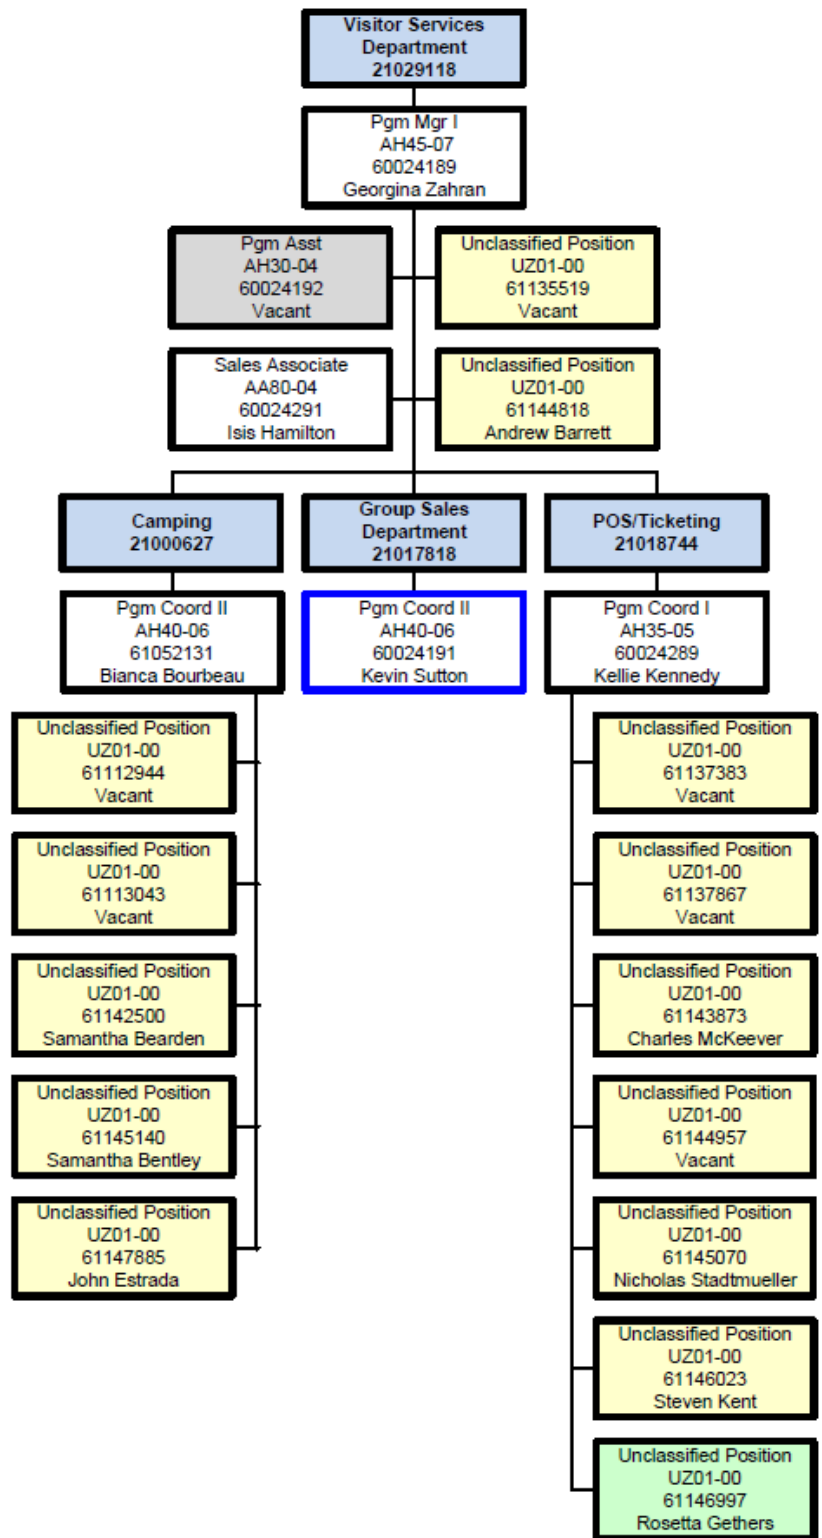 Visitor Services
Department
21029118
Pgm Mgr I
AH45-07
60024189
Georgina Zahran
Pgm Asst
AH30-04
60024192
Vacant
Unclassified Position
UZ01-00
61135519
Vacant
Sales Associate
AA80-04
60024291
Isis Hamilton
Unclassified Position
UZ01-00
61144818
Andrew Barrett
Camping
21000627
Group Sales
Department
21017818
POS/Ticketing
21018744
Pgm Coord II
AH40-06
61052131
Bianca Bourbeau
Pgm Coord II
AH40-06
60024191
Kevin Sutton
Pgm Coord I
AH35-05
60024289
Kellie Kennedy
Unclassified Position
UZ01-00
61112944
Vacant
Unclassified Position
UZ01-00
61113043
Vacant
Unclassified Position
UZ01-00
61142500
Samantha Bearden
Unclassified Position
UZ01-00
61145140
Samantha Bentley
Unclassified Position
UZ01-00
61147885
John Estrada
Unclassified Position
UZ01-00
61137383
Vacant
Unclassified Position
UZ01-00
61137867
Vacant
Unclassified Position
UZ01-00
61143873
Charles McKeever
Unclassified Position
UZ01-00
61144957
Vacant
Unclassified Position
UZ01-00
61145070
Nicholas Stadtmueller
Unclassified Position
UZ01-00
61146023
Steven Kent
Unclassified Position
UZ01-00
61146997
Rosetta Gethers